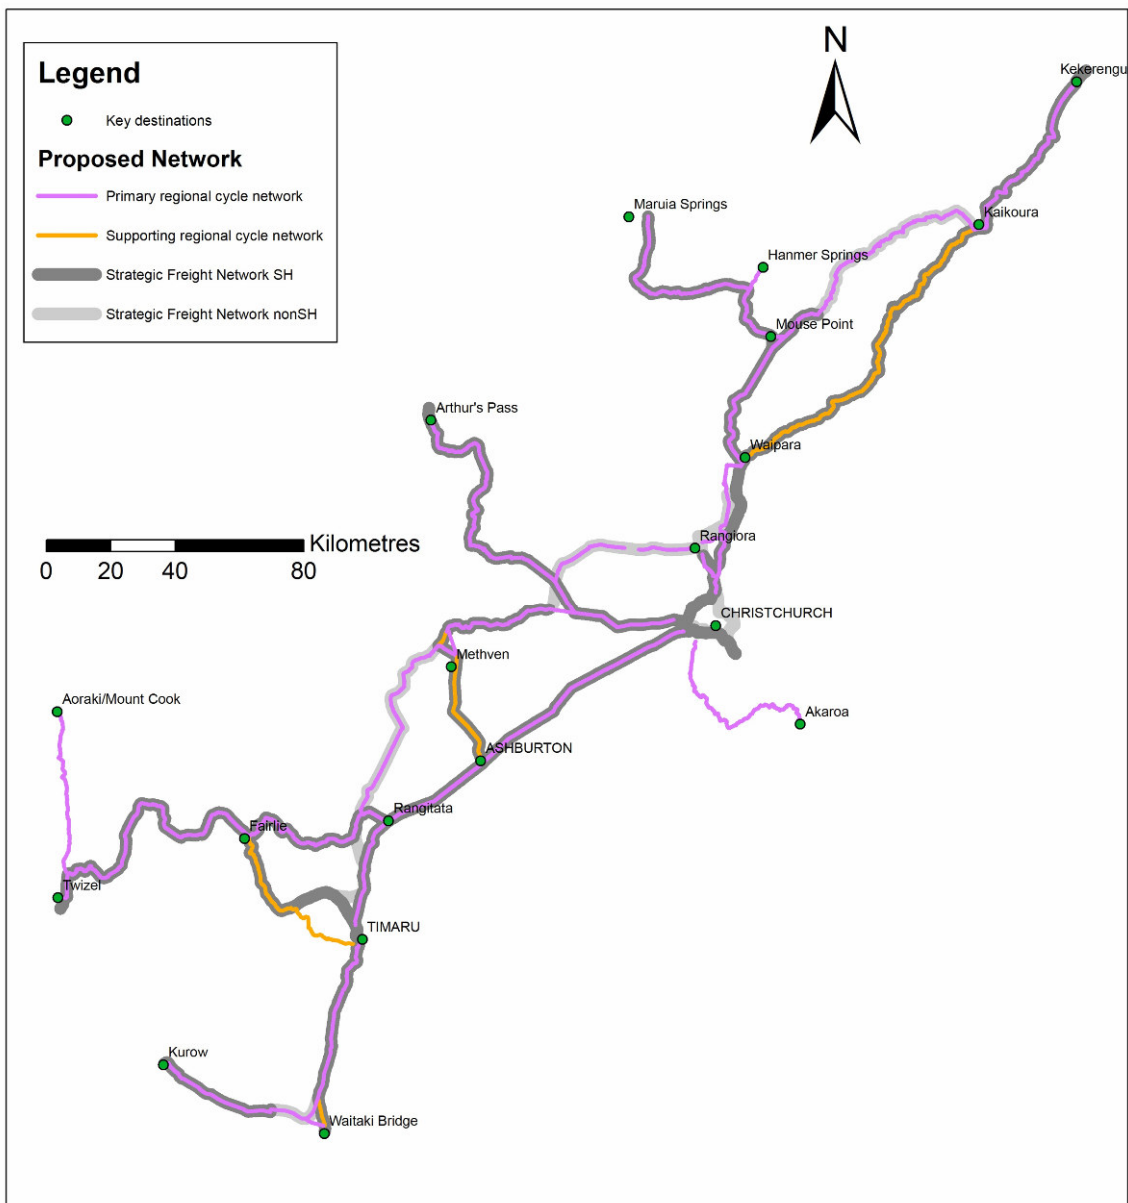 N
Legend
Key destinations
Proposed Network
Primary regional cycle network
Supporting regional cycle network
Strategic Freight Network SH
Strategic Freight Network nonSH
Kekerengu
Maruia Springs
Kaikoura
Hanmer Springs
Mouse Point
Arthur's Pass
Waipara
Rangiora
Kilometres
0 20 40 80
CHRISTCHURCH
Methven
Aoraki/Mount Cook
Akaroa
ASHBURTON
Rangitata
Fairlie
Twizel
TIMARU
Kurow
Waitaki Bridge